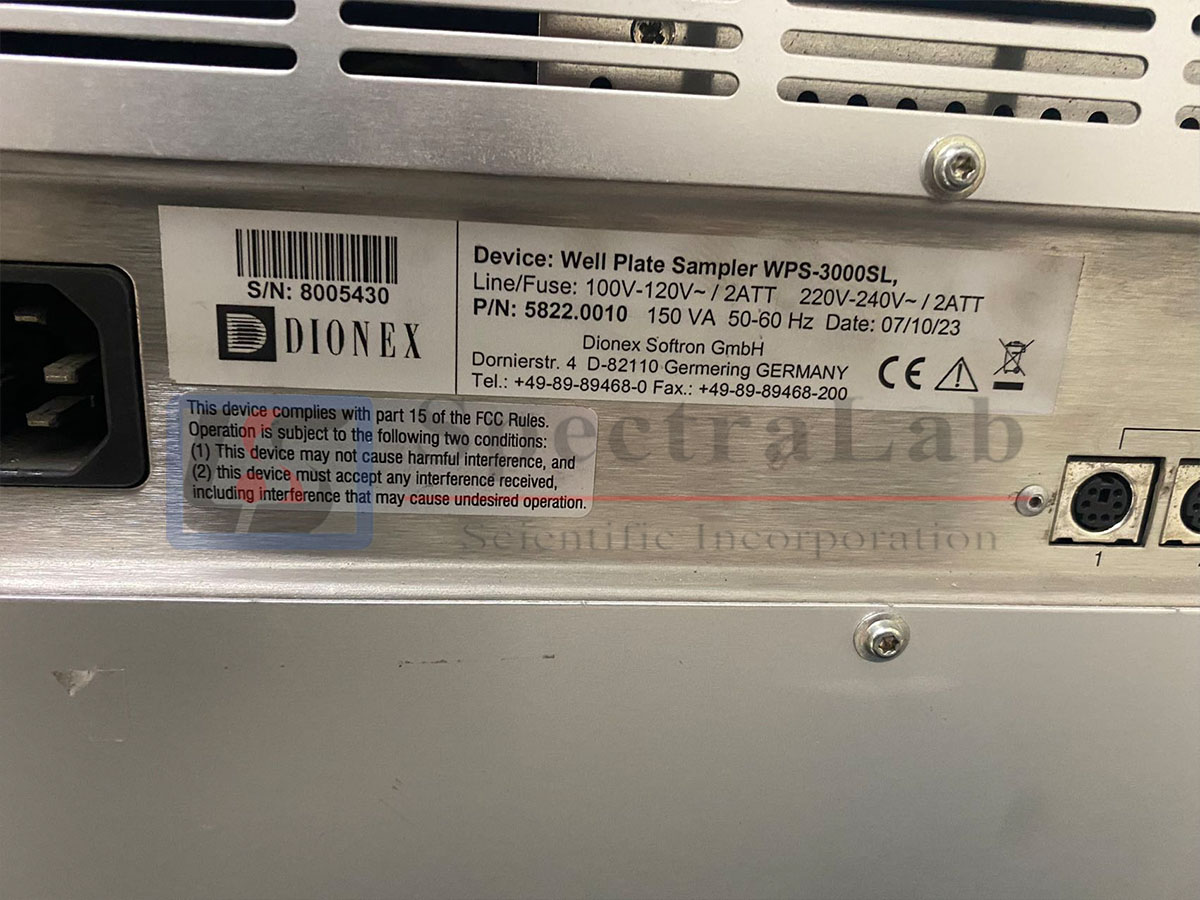 S/N: 8005430
DIONEX
Device: Well Plate Sampler WPS-3000SL,
Line/Fuse: 100V-120V~ / 2ATT 220V-240V~ / 2ATT
P/N: 5822.0010 150 VA 50-60 Hz Date: 07/10/23
Dionex Softron GmbH
Dornierstr. 4 D-82110 Germering GERMANY
Tel.: +49-89-89468-0 Fax.: +49-89-89468-200
CE
This device complies with part 15 of the FCC Rules.
Operation is subject to the following two conditions:
(1) This device may not cause harmful interference, and
(2) this device must accept any interference received,
including interference that may cause undesired operation.
SpectraLab
Scientific Incorporation
1